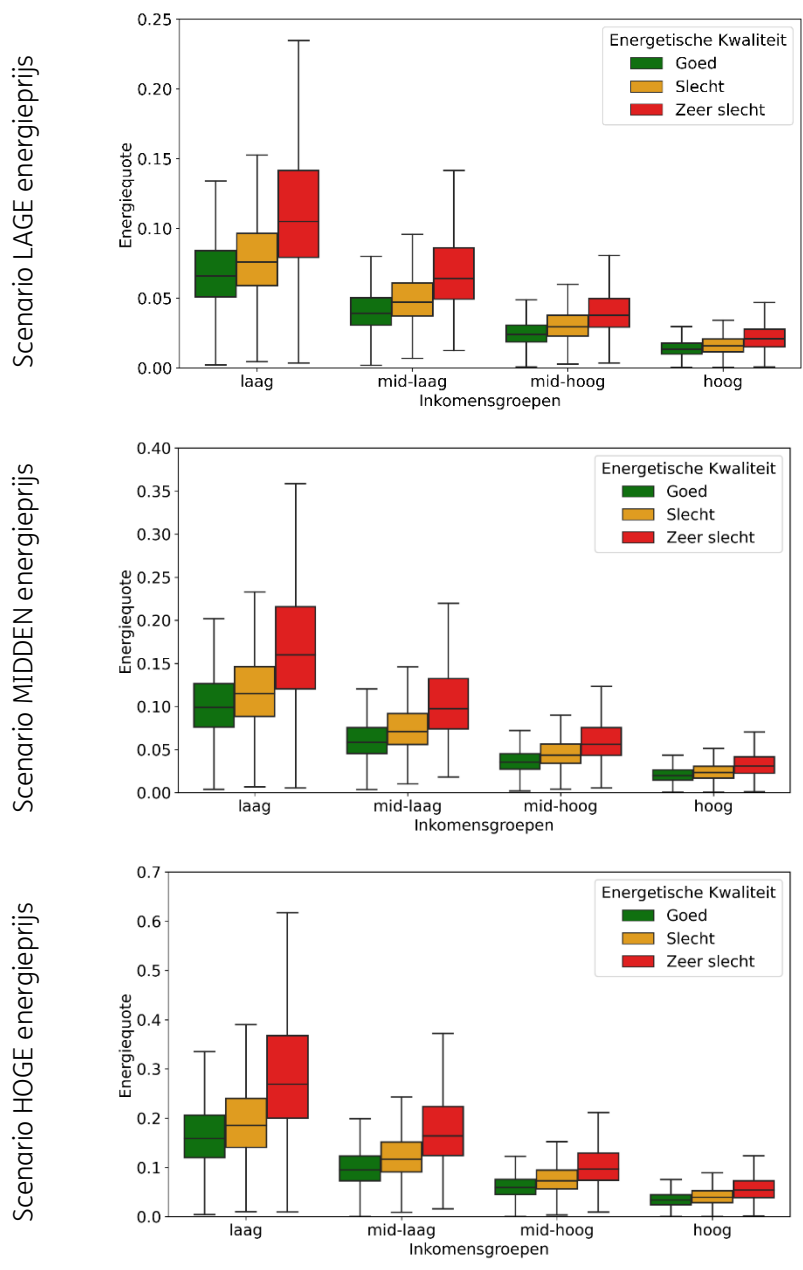 Scenario LAGE energieprijs
Energiequote
0.25
0.20
0.15
0.10
0.05
0.00
Energetische Kwaliteit
Goed
Slecht
Zeer slecht
laag
mid-laag
mid-hoog
hoog
Inkomensgroepen
Scenario MIDDEN energieprijs
Energiequote
0.40
0.35
0.30
0.25
0.20
0.15
0.10
0.05
0.00
Energetische Kwaliteit
Goed
Slecht
Zeer slecht
laag
mid-laag
mid-hoog
hoog
Inkomensgroepen
Scenario HOGE energieprijs
Energiequote
0.7
0.6
0.5
0.4
0.3
0.2
0.1
0.0
Energetische Kwaliteit
Goed
Slecht
Zeer slecht
laag
mid-laag
mid-hoog
hoog
Inkomensgroepen